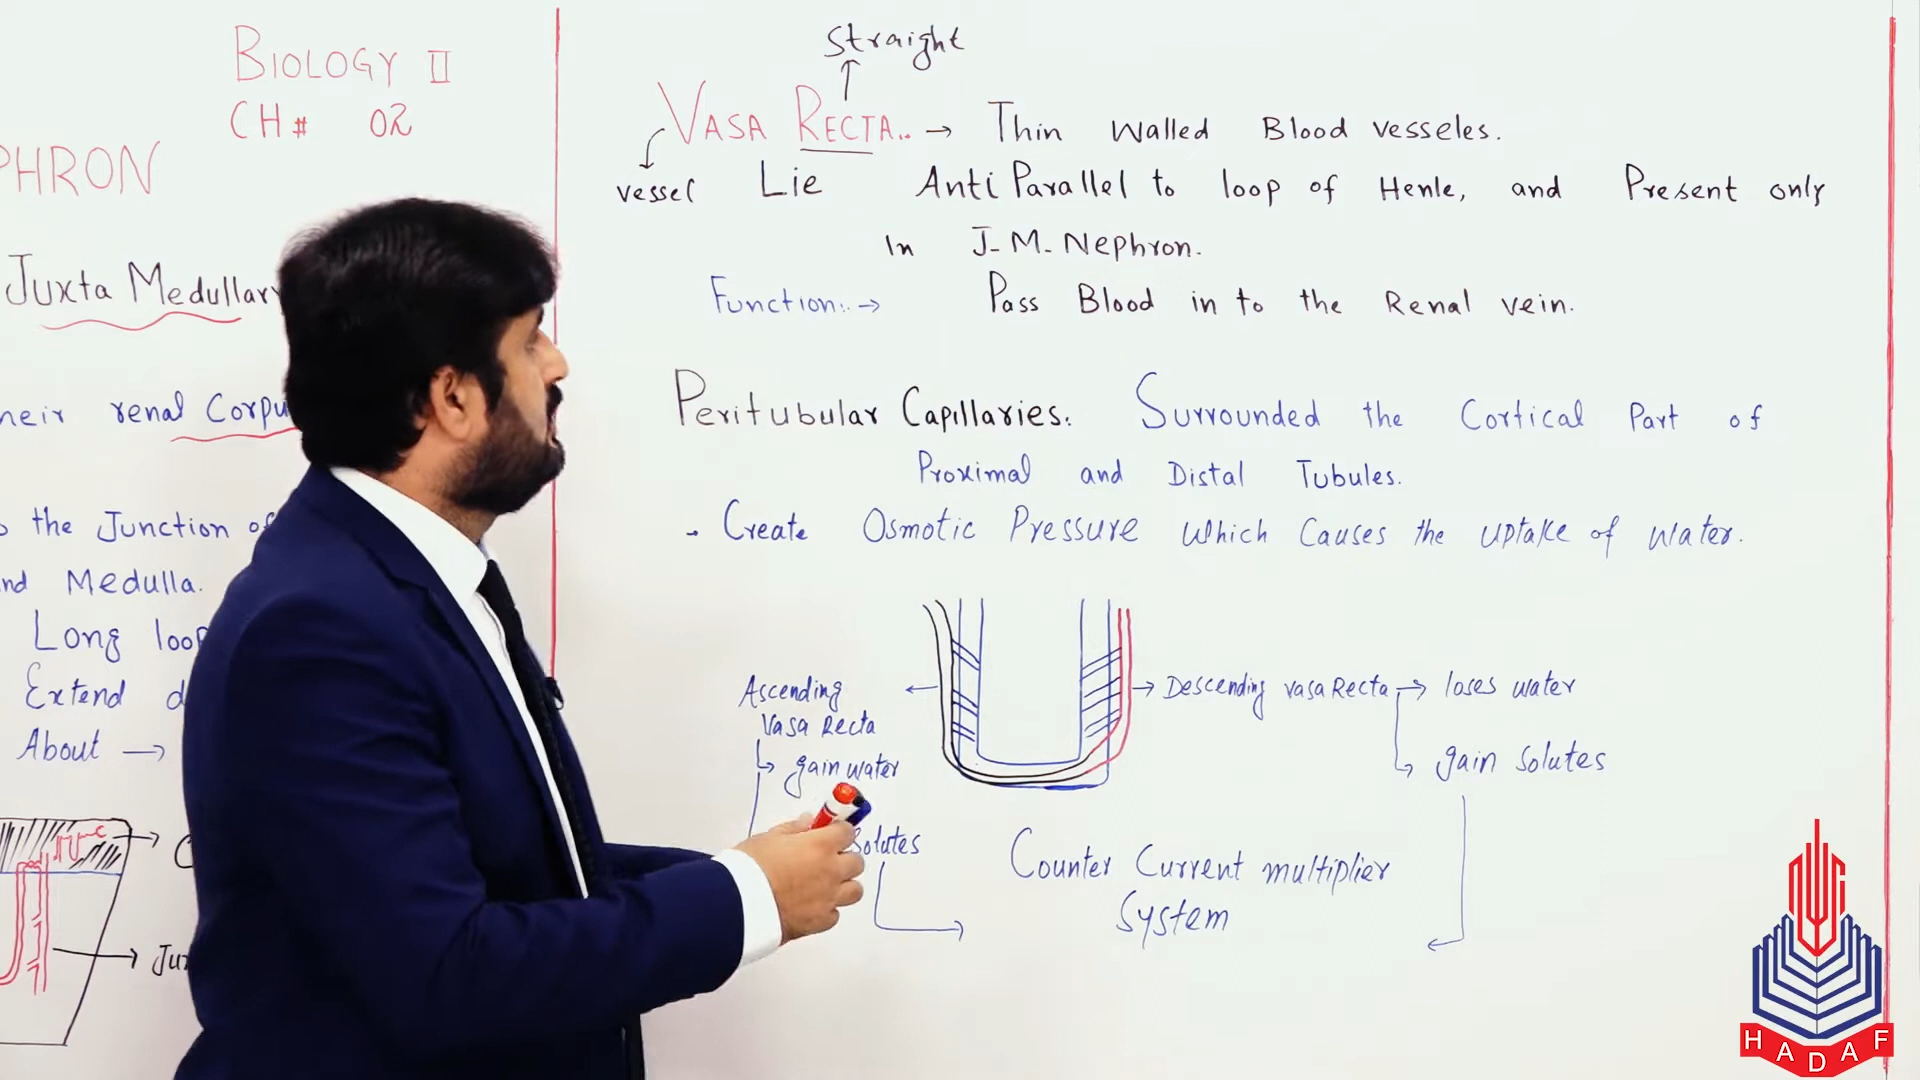 BIOLOGY II
CH# 02
PHRON
Juxta Medullary
heir renal Corpu
the Junction of
nd Medulla.
Long loop
Extend d
About →
Straight
VASA RECTA.. → Thin Walled Blood vesseles.
vessel Lie Anti Parallel to loop of Henle, and Present only
In J-M-Nephron.
Function:. → Pass Blood in to the Renal vein.
Peritubular Capillaries: Surrounded the Cortical Part of
Proximal and Distal Tubules.
. Create Osmotic Pressure Which Causes the uptake of water.
Ascending
Vasa Recta
gain water
Solutes
Descending vasa Recta → loses water
gain Solutes
Counter Current multiplier
System
HADAF